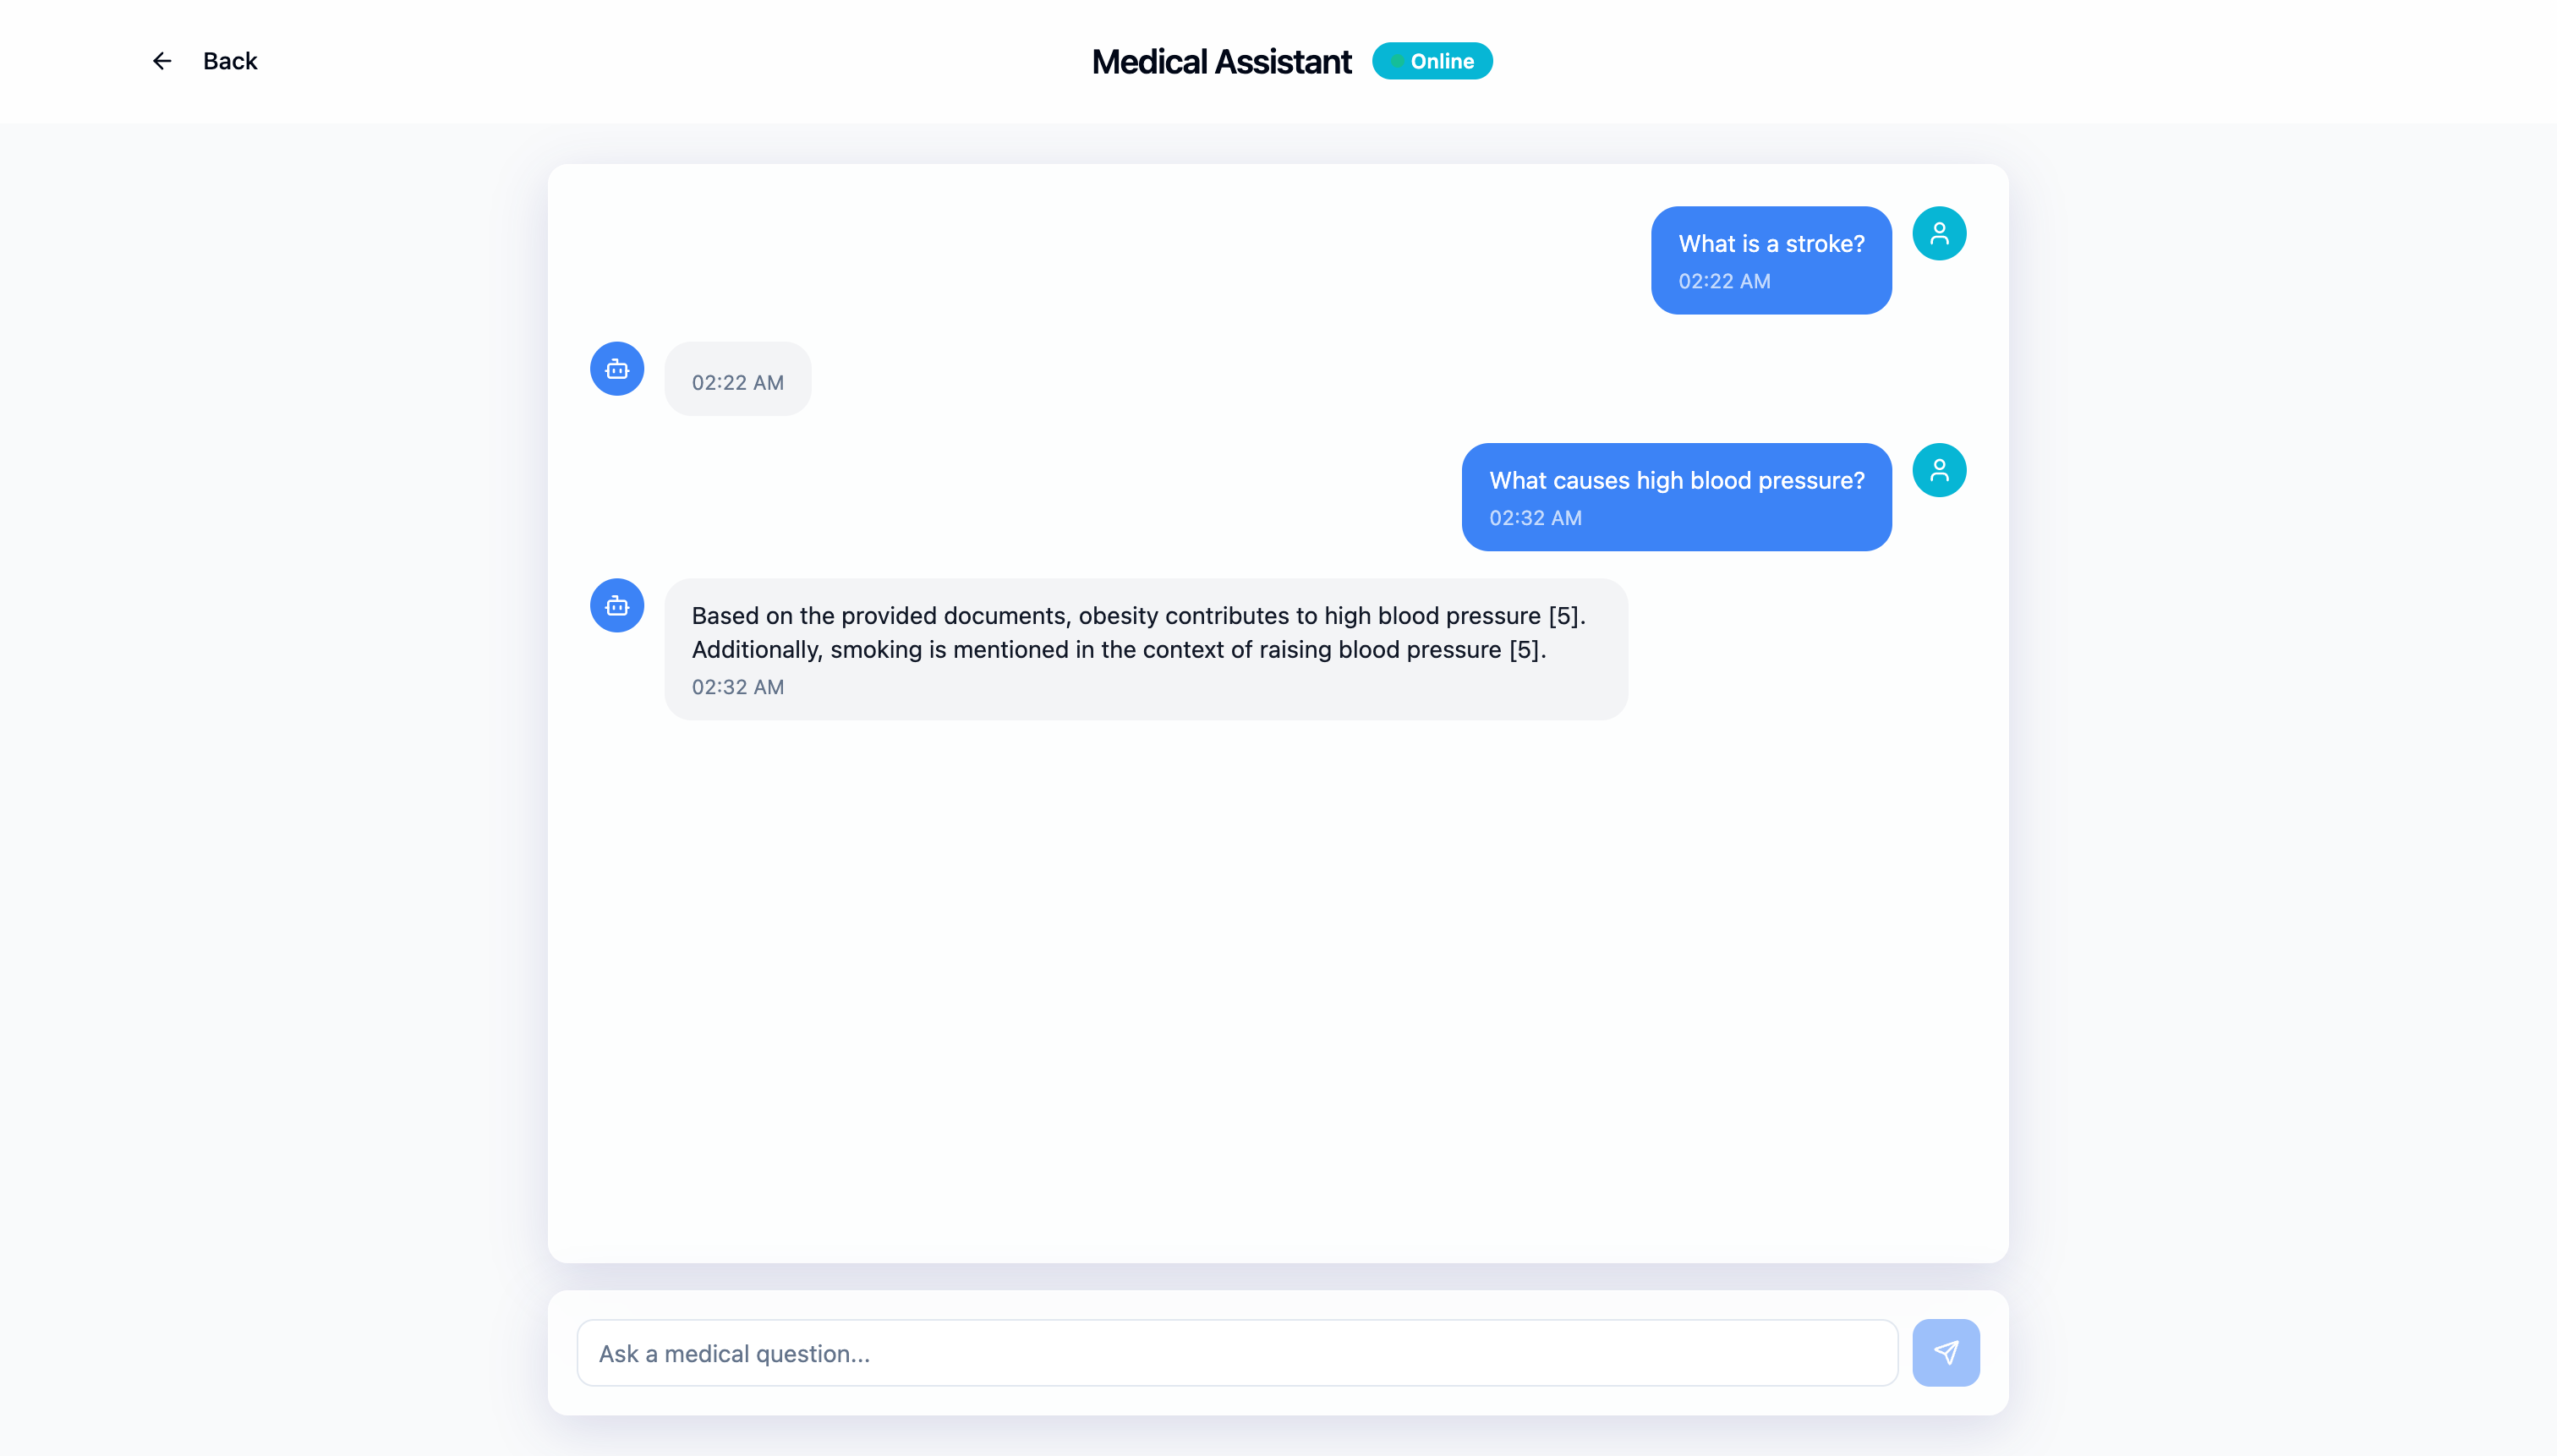 Back
Medical Assistant
Online
What is a stroke?
02:22 AM
02:22 AM
What causes high blood pressure?
02:32 AM
Based on the provided documents, obesity contributes to high blood pressure [5].
Additionally, smoking is mentioned in the context of raising blood pressure [5].
02:32 AM
Ask a medical question...